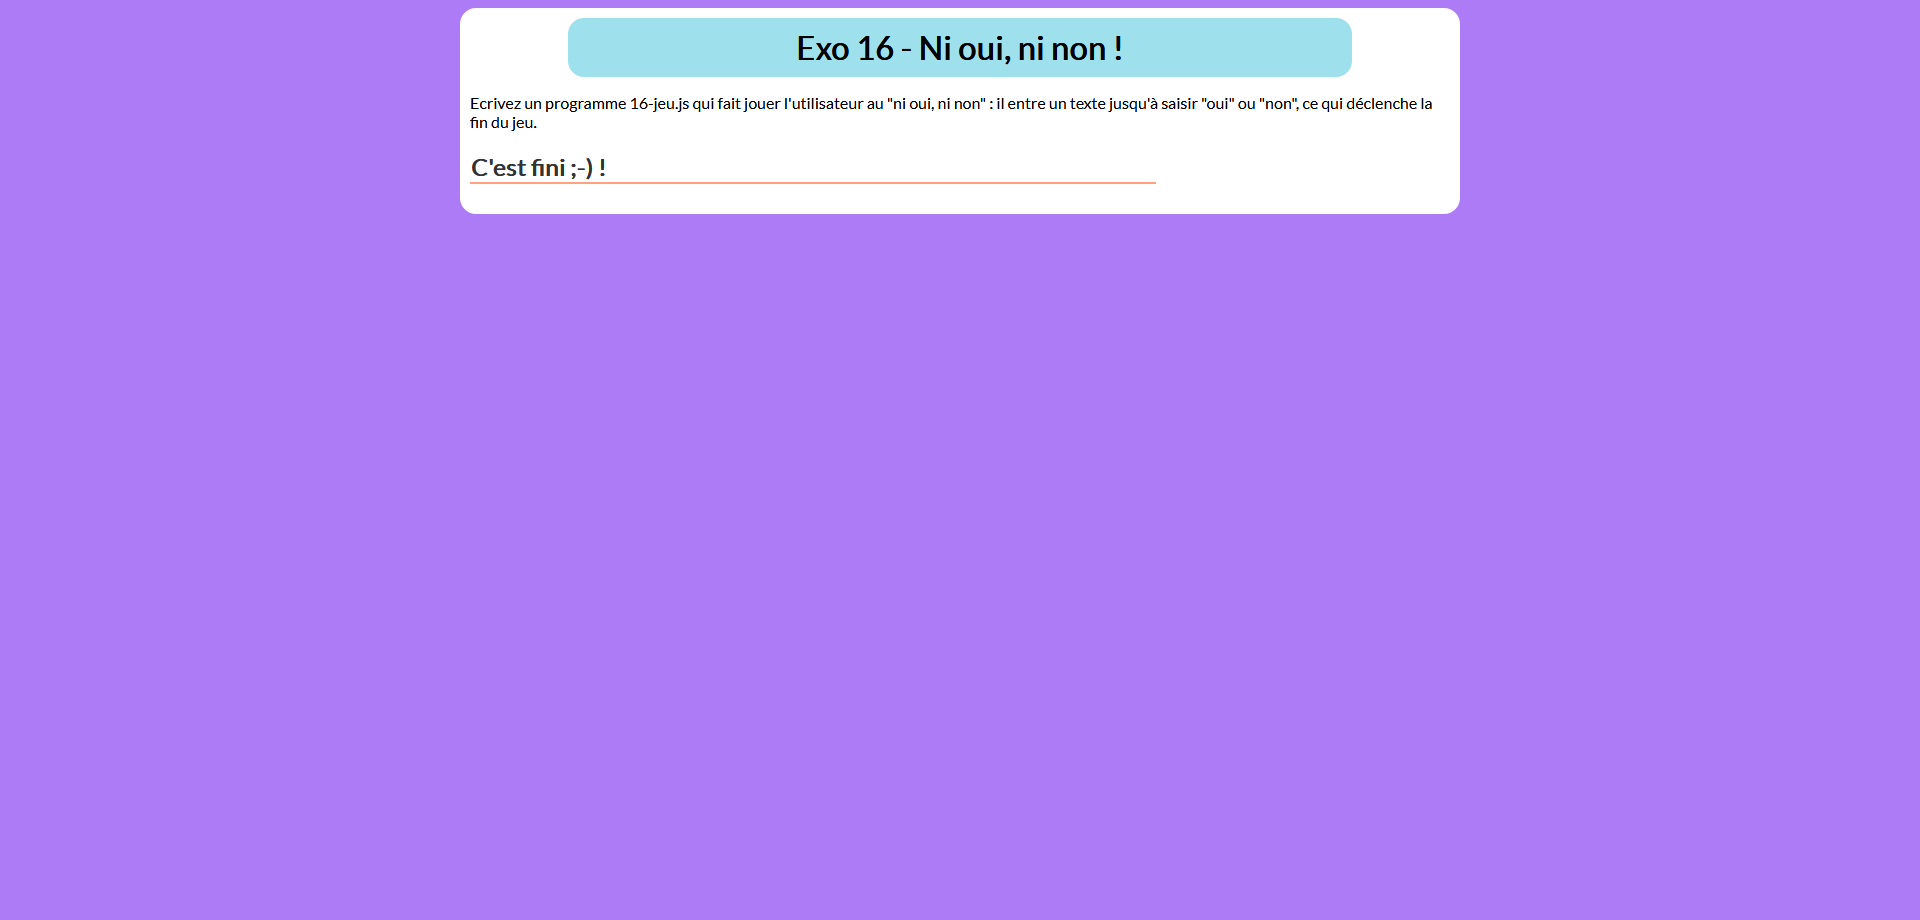 Exo 16 - Ni oui, ni non !
Ecrivez un programme 16-jeu.js qui fait jouer l'utilisateur au "ni oui, ni non" : il entre un texte jusqu'à saisir "oui" ou "non", ce qui déclenche la
fin du jeu.
C'est fini ;-) !